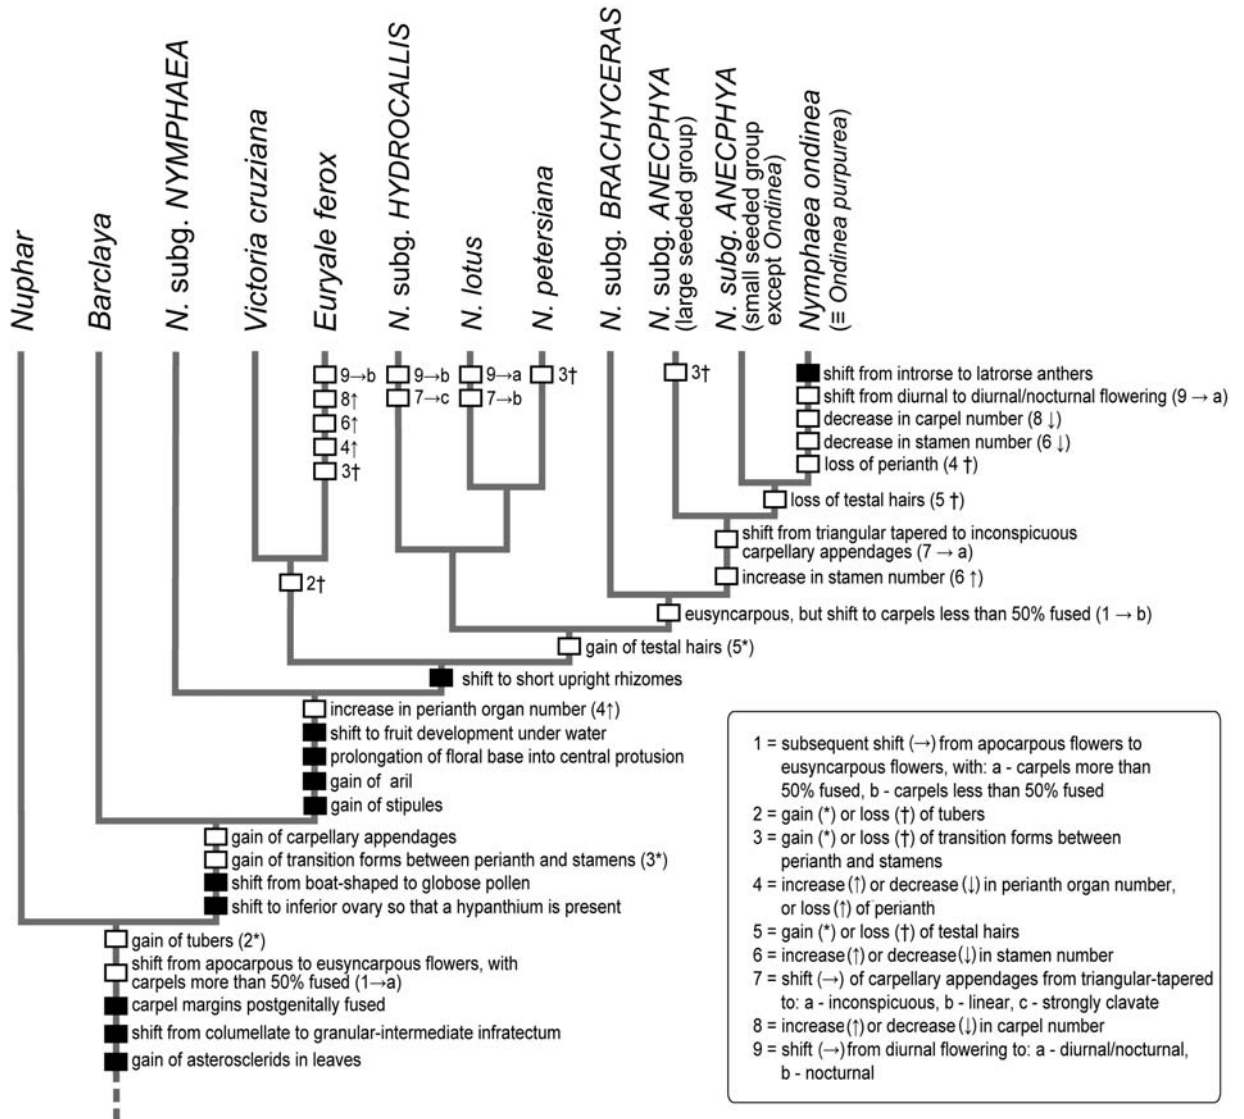 Nuphar
Barclaya
N. subg. NYMPHAEA
Victoria cruziana
Euryale ferox
N. subg. HYDROCALLIS
N. lotus
N. petersiana
N. subg. BRACHYCERAS
N. subg. ANECPHYA
(large seeded group)
N. subg. ANECPHYA
(small seeded group
except Ondinea)
Nymphaea ondinea
(≡ Ondinea purpurea)
9→b
8↑
6↑
4↑
3†
9→b
7→c
9→a
7→b
3†
3†
shift from introrse to latrorse anthers
shift from diurnal to diurnal/nocturnal flowering (9 → a)
decrease in carpel number (8 ↓)
decrease in stamen number (6 ↓)
loss of perianth (4 †)
loss of testal hairs (5 †)
shift from triangular tapered to inconspicuous
carpellary appendages (7 → a)
increase in stamen number (6 ↑)
2†
eusyncarpous, but shift to carpels less than 50% fused (1 → b)
gain of testal hairs (5*)
shift to short upright rhizomes
increase in perianth organ number (4↑)
shift to fruit development under water
prolongation of floral base into central protusion
gain of aril
gain of stipules
gain of carpellary appendages
gain of transition forms between perianth and stamens (3*)
shift from boat-shaped to globose pollen
shift to inferior ovary so that a hypanthium is present
gain of tubers (2*)
shift from apocarpous to eusyncarpous flowers, with
carpels more than 50% fused (1→a)
carpel margins postgenitally fused
shift from columellate to granular-intermediate infratectum
gain of asterosclerids in leaves
1 = subsequent shift (→) from apocarpous flowers to
eusyncarpous flowers, with: a - carpels more than
50% fused, b - carpels less than 50% fused
2 = gain (*) or loss (†) of tubers
3 = gain (*) or loss (†) of transition forms between
perianth and stamens
4 = increase (↑) or decrease (↓) in perianth organ number,
or loss (↑) of perianth
5 = gain (*) or loss (†) of testal hairs
6 = increase (↑) or decrease (↓) in stamen number
7 = shift (→) of carpellary appendages from triangular-tapered
to: a - inconspicuous, b - linear, c - strongly clavate
8 = increase (↑) or decrease (↓) in carpel number
9 = shift (→) from diurnal flowering to: a - diurnal/nocturnal,
b - nocturnal